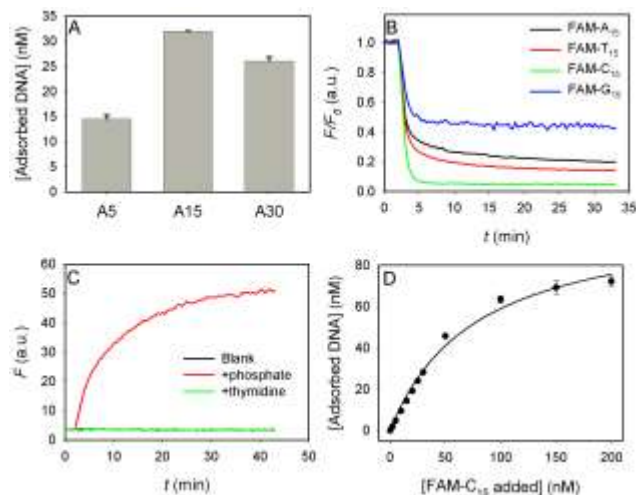 A
[Adsorbed DNA] (nM)
35
30
25
20
15
10
5
0
A5 A15 A30
B
F/F₀ (a.u.)
1.0
0.8
0.6
0.4
0.2
0.0
FAM-A₁₅
FAM-T₁₅
FAM-C₁₅
FAM-G₁₅
0 5 10 15 20 25 30 35
t (min)
C
F (a.u.)
60
50
40
30
20
10
0
Blank
+phosphate
+thymidine
0 10 20 30 40 50
t (min)
D
[Adsorbed DNA] (nM)
80
60
40
20
0
0 50 100 150 200
[FAM-C₁₅ added] (nM)